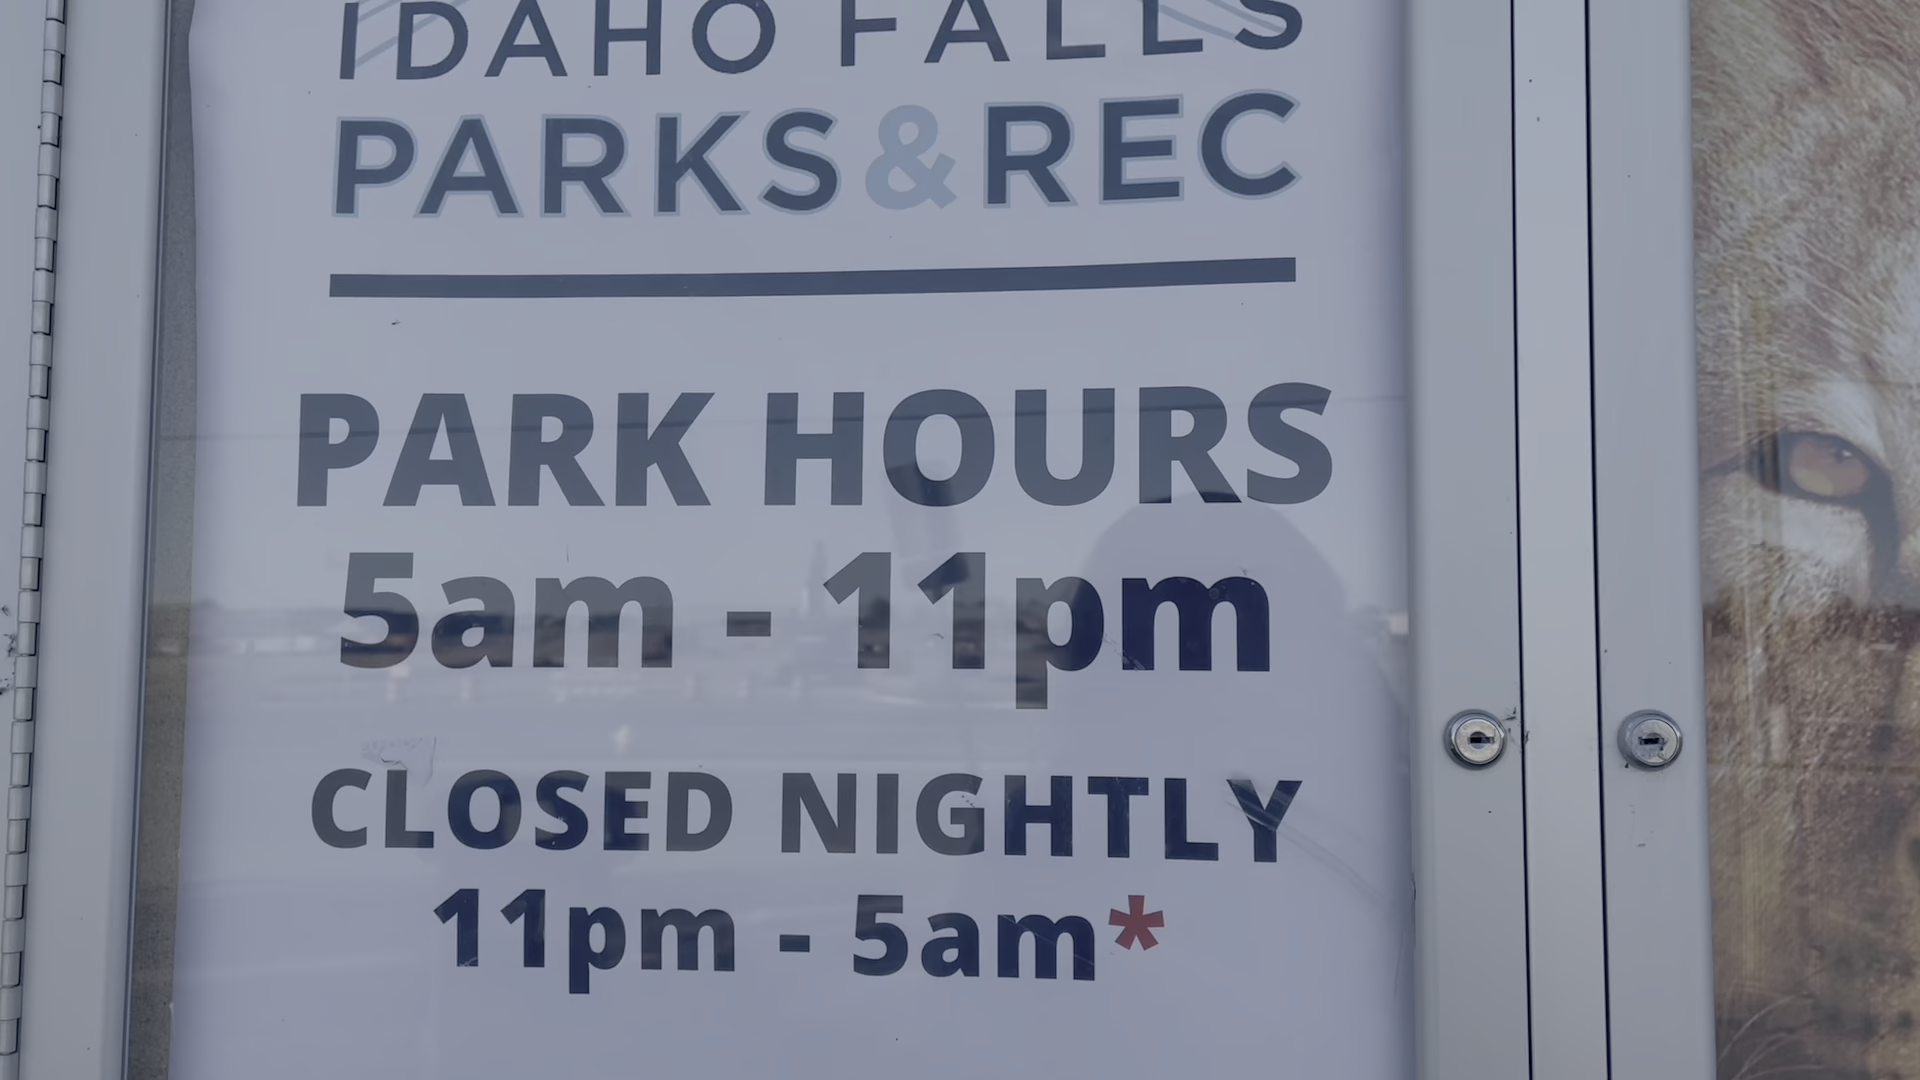 IDAHO FALLS
PARKS & REC
PARK HOURS
5am - 11pm
CLOSED NIGHTLY
11pm - 5am*